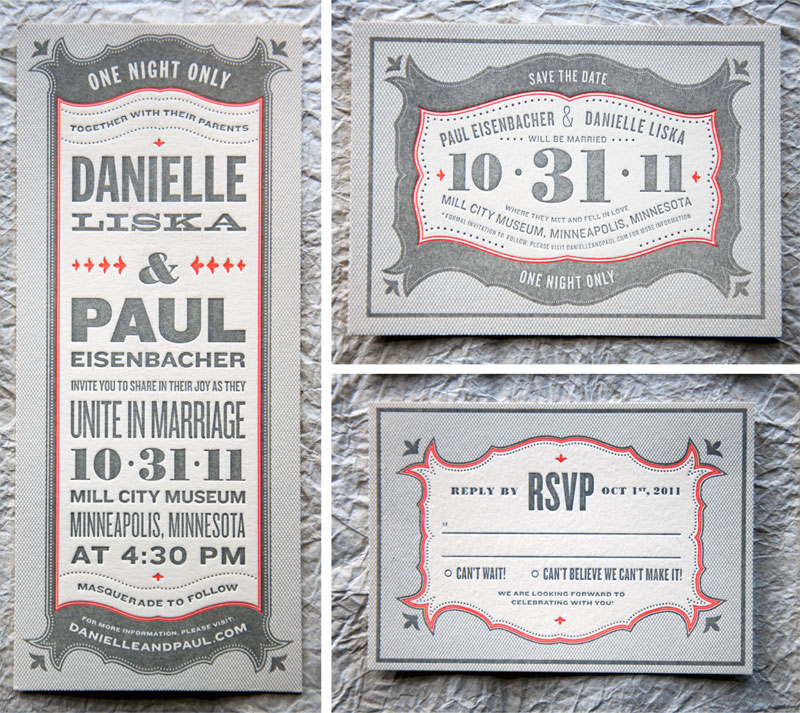 ONE NIGHT ONLY
TOGETHER WITH THEIR PARENTS
DANIELLE
LISKA
&
PAUL
EISENBACHER
INVITE YOU TO SHARE IN THEIR JOY AS THEY
UNITE IN MARRIAGE
10·31·11
MILL CITY MUSEUM
MINNEAPOLIS, MINNESOTA
AT 4:30 PM
MASQUERADE TO FOLLOW
FOR MORE INFORMATION, PLEASE VISIT
DANIELLEANDPAUL.COM
SAVE THE DATE
PAUL EISENBACHER & DANIELLE LISKA
WILL BE MARRIED
10·31·11
WHERE THEY MET AND FELL IN LOVE
MILL CITY MUSEUM, MINNEAPOLIS, MINNESOTA
*FORMAL INVITATION TO FOLLOW, PLEASE VISIT DANIELLEANDPAUL.COM FOR MORE INFORMATION
ONE NIGHT ONLY
REPLY BY RSVP OCT 1ST, 2011
M
CAN'T WAIT! CAN'T BELIEVE WE CAN'T MAKE IT!
WE ARE LOOKING FORWARD TO
CELEBRATING WITH YOU!